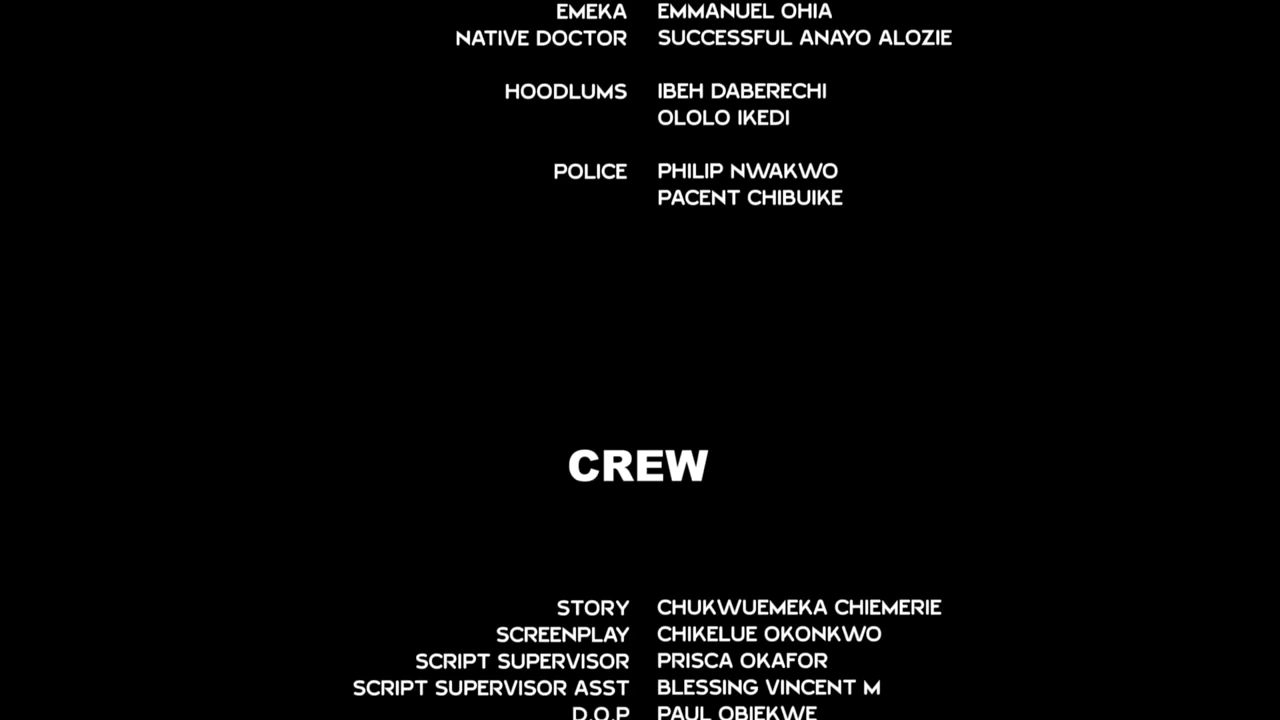 EMEKA EMMANUEL OHIA
NATIVE DOCTOR SUCCESSFUL ANAYO ALOZIE
HOODLUMS IBEH DABERECHI
OLOLO IKEDI
POLICE PHILIP NWAKWO
PACENT CHIBUIKE
CREW
STORY CHUKWUEMEKA CHIEMERIE
SCREENPLAY CHIKELUE OKONKWO
SCRIPT SUPERVISOR PRISCA OKAFOR
SCRIPT SUPERVISOR ASST BLESSING VINCENT M
D.O.P PAUL OBIEKWE